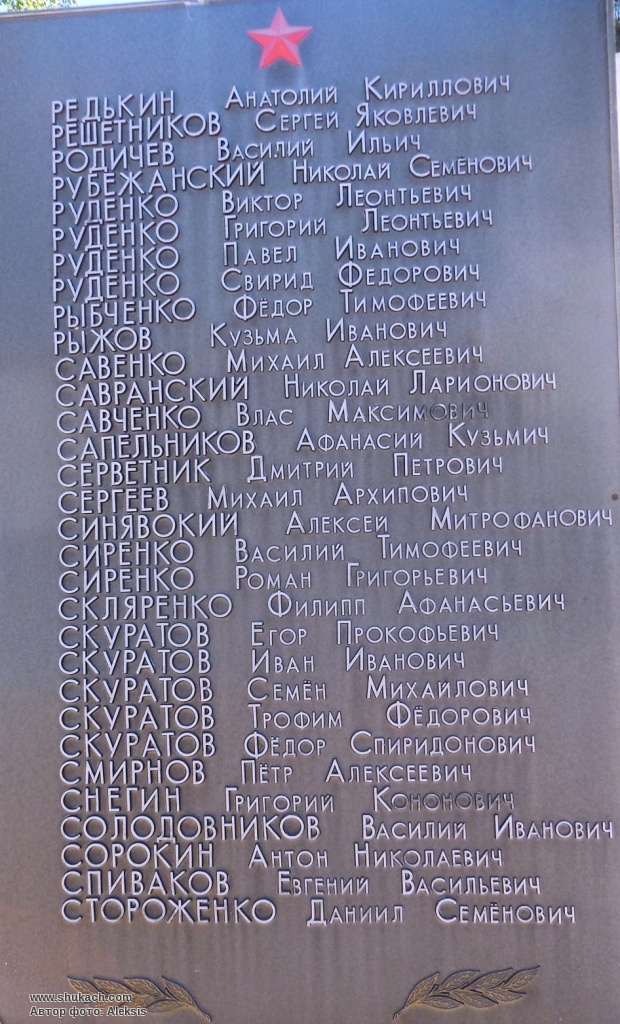 РЕДЬКИН Анатолий Кириллович
РЕШЕТНИКОВ Сергей Яковлевич
РОДИЧЕВ Василий Ильич
РУБЕЖАНСКИЙ Николай Семёнович
РУДЕНКО Виктор Леонтьевич
РУДЕНКО Григорий Леонтьевич
РУДЕНКО Павел Иванович
РУДЕНКО Свирид Федорович
РЫБЧЕНКО Фёдор Тимофеевич
РЫЖОВ Кузьма Иванович
САВЕНКО Михаил Алексеевич
САВРАНСКИЙ Николай Ларионович
САВЧЕНКО Влас Максимович
САПЕЛЬНИКОВ Афанасий Кузьмич
СЕРВЕТНИК Дмитрий Петрович
СЕРГЕЕВ Михаил Архипович
СИНЯВОКИЙ Алексей Митрофанович
СИРЕНКО Василий Тимофеевич
СИРЕНКО Роман Григорьевич
СКЛЯРЕНКО Филипп Афанасьевич
СКУРАТОВ Егор Прокофьевич
СКУРАТОВ Иван Иванович
СКУРАТОВ Семён Михайлович
СКУРАТОВ Трофим Фёдорович
СКУРАТОВ Фёдор Спиридонович
СМИРНОВ Пётр Алексеевич
СНЕГИН Григорий Кононович
СОЛОДОВНИКОВ Василий Иванович
СОРОКИН Антон Николаевич
СПИВАКОВ Евгений Васильевич
СТОРОЖЕНКО Даниил Семёнович
www.shukach.com
Автор фото: Aleksis